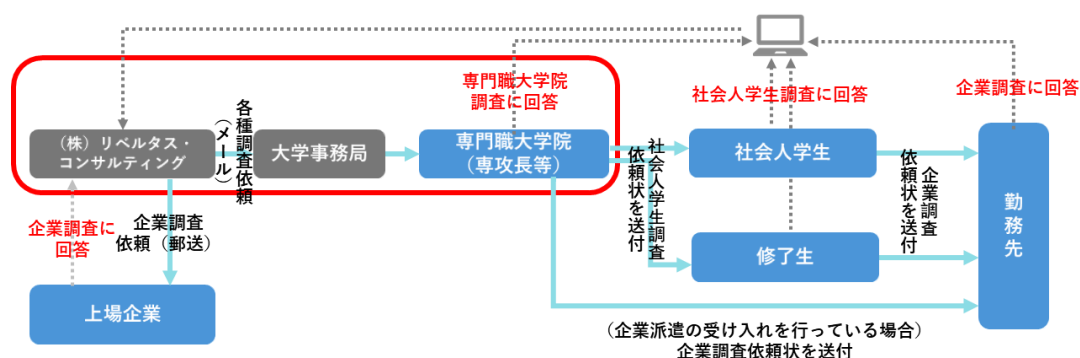 専門職大学院
調査に回答
社会人学生調査に回答
企業調査に回答
(株)リベルタス・
コンサルティング
各種調査依頼
(メール)
大学事務局
専門職大学院
(専攻長等)
社会人学生調査
依頼状を送付
社会人学生
企業調査
依頼状を送付
勤務先
企業調査に
回答
企業調査
依頼(郵送)
修了生
上場企業
(企業派遣の受け入れを行っている場合)
企業調査依頼状を送付